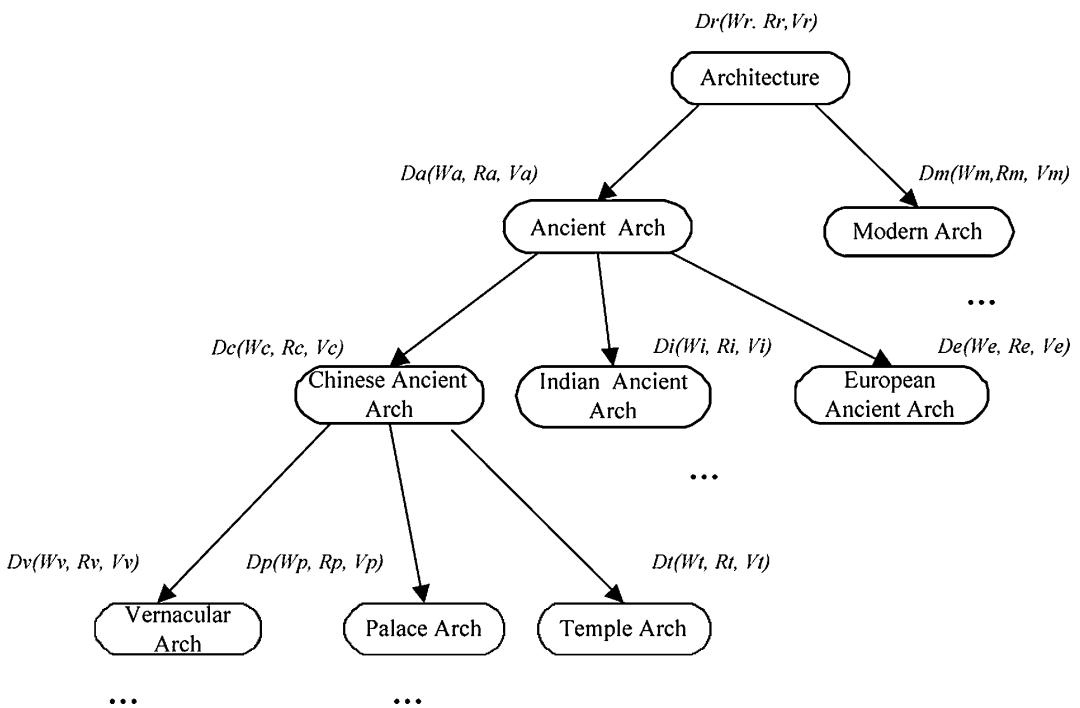 Dr(Wr. Rr,Vr)
Architecture
Da(Wa, Ra, Va)
Dm(Wm,Rm, Vm)
Ancient Arch
Modern Arch
...
Dc(Wc, Rc, Vc)
Di(Wi, Ri, Vi)
De(We, Re, Ve)
Chinese Ancient
Arch
Indian Ancient
Arch
European
Ancient Arch
...
Dv(Wv, Rv, Vv)
Dp(Wp, Rp, Vp)
Dt(Wt, Rt, Vt)
Vernacular
Arch
Palace Arch
Temple Arch
...
...